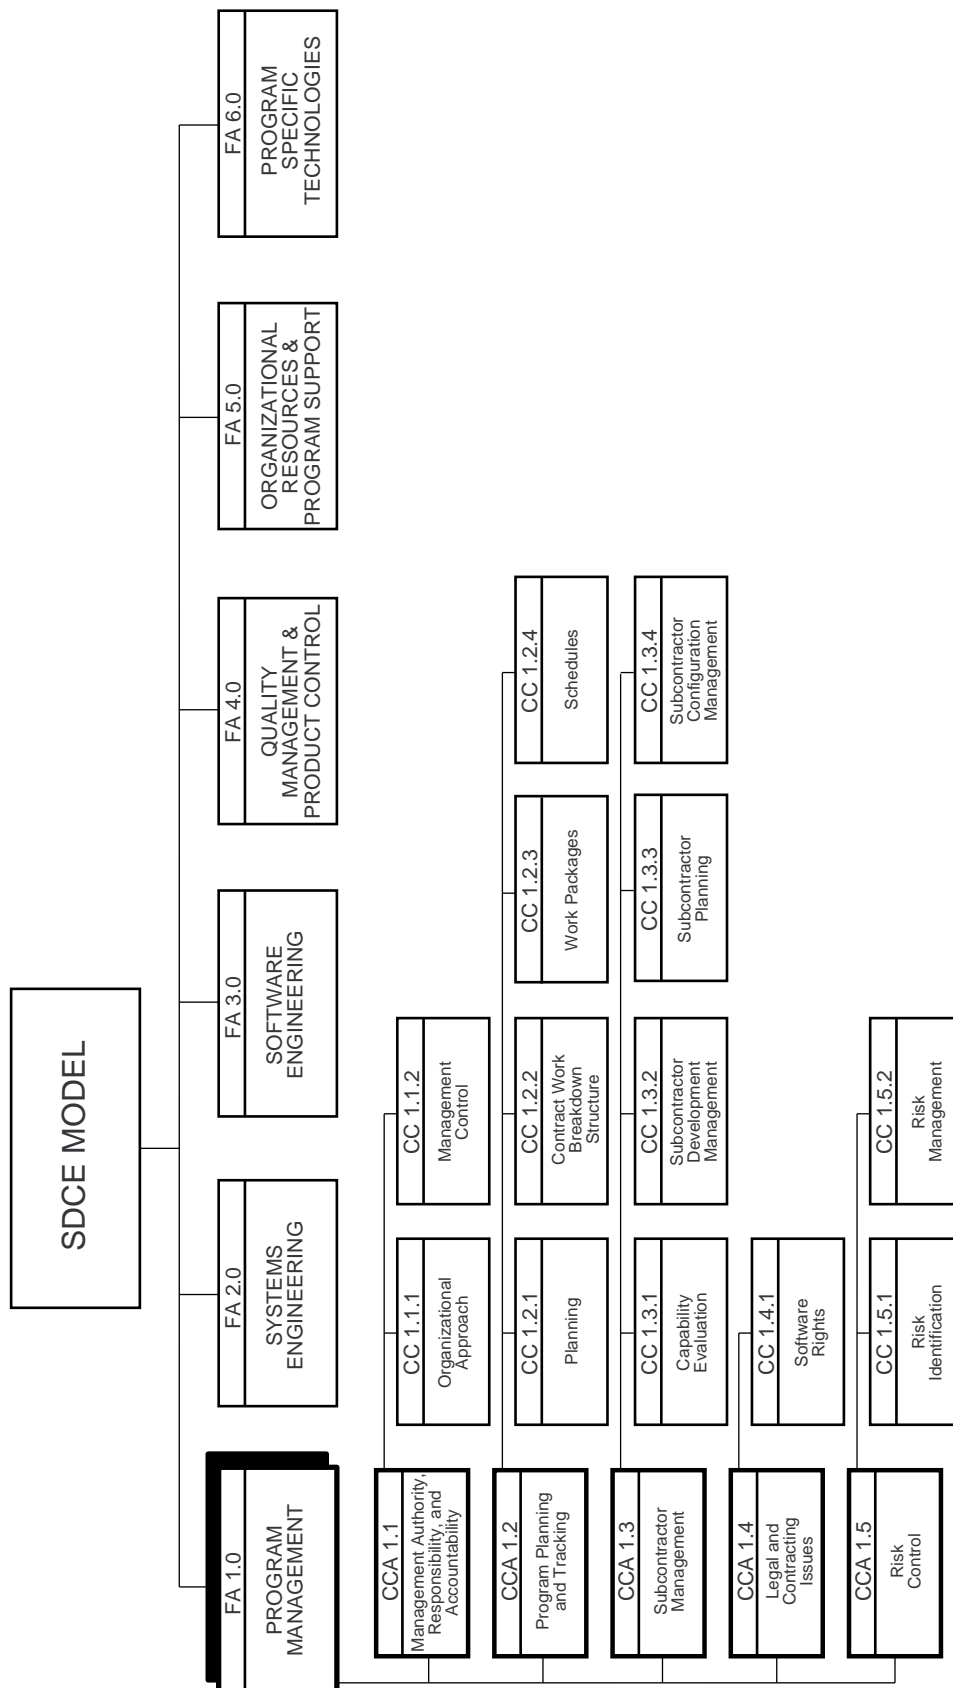 SDCE MODEL
FA 1.0
PROGRAM
MANAGEMENT
FA 2.0
SYSTEMS
ENGINEERING
FA 3.0
SOFTWARE
ENGINEERING
FA 4.0
QUALITY
MANAGEMENT &
PRODUCT CONTROL
FA 5.0
ORGANIZATIONAL
RESOURCES &
PROGRAM SUPPORT
FA 6.0
PROGRAM
SPECIFIC
TECHNOLOGIES
CCA 1.1
Management Authority,
Responsibility, and
Accountability
CC 1.1.1
Organizational
Approach
CC 1.1.2
Management
Control
CCA 1.2
Program Planning
and Tracking
CC 1.2.1
Planning
CC 1.2.2
Contract Work
Breakdown
Structure
CC 1.2.3
Work Packages
CC 1.2.4
Schedules
CCA 1.3
Subcontractor
Management
CC 1.3.1
Capability
Evaluation
CC 1.3.2
Subcontractor
Development
Management
CC 1.3.3
Subcontractor
Planning
CC 1.3.4
Subcontractor
Configuration
Management
CCA 1.4
Legal and
Contracting
Issues
CC 1.4.1
Software
Rights
CCA 1.5
Risk
Control
CC 1.5.1
Risk
Identification
CC 1.5.2
Risk
Management